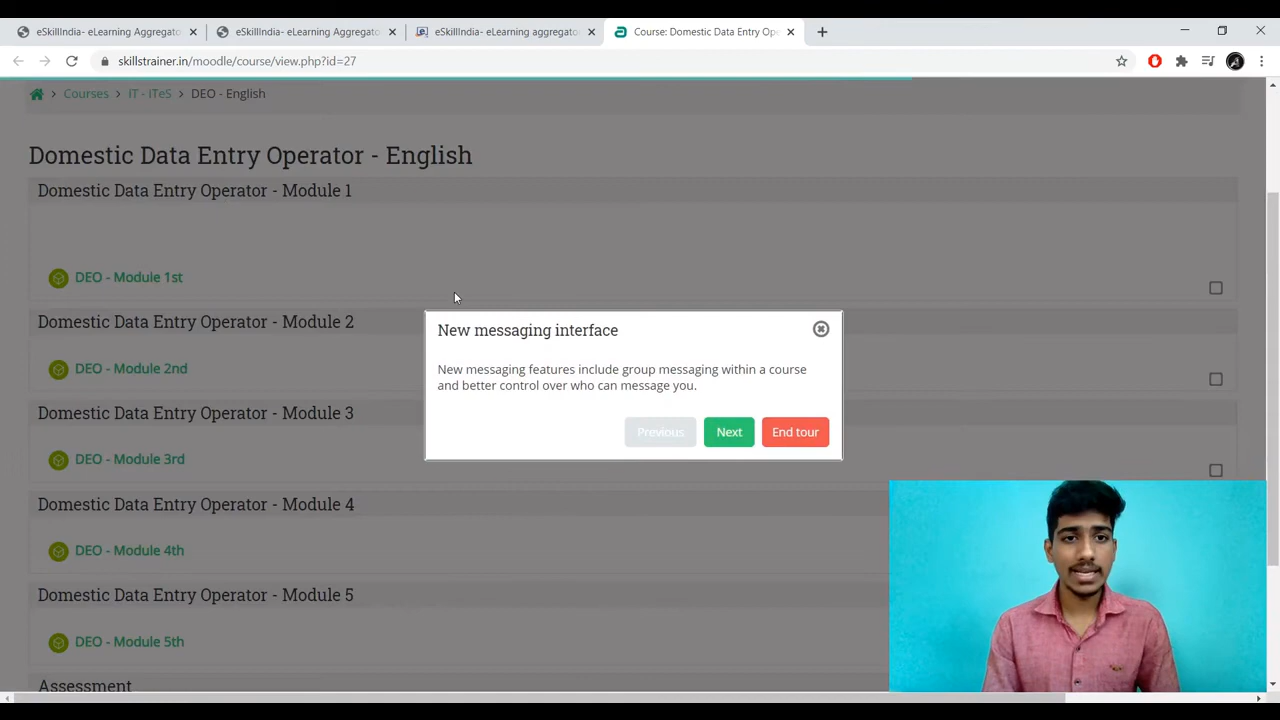 eSkillIndia- eLearning Aggregato
eSkillIndia- eLearning Aggregato
eSkillIndia- eLearning aggregato
Course: Domestic Data Entry Ope
skillstrainer.in/moodle/course/view.php?id=27
Courses > IT - ITeS > DEO - English
Domestic Data Entry Operator - English
Domestic Data Entry Operator - Module 1
DEO - Module 1st
Domestic Data Entry Operator - Module 2
DEO - Module 2nd
Domestic Data Entry Operator - Module 3
DEO - Module 3rd
Domestic Data Entry Operator - Module 4
DEO - Module 4th
Domestic Data Entry Operator - Module 5
DEO - Module 5th
Assessment
New messaging interface
New messaging features include group messaging within a course
and better control over who can message you.
Previous Next End tour